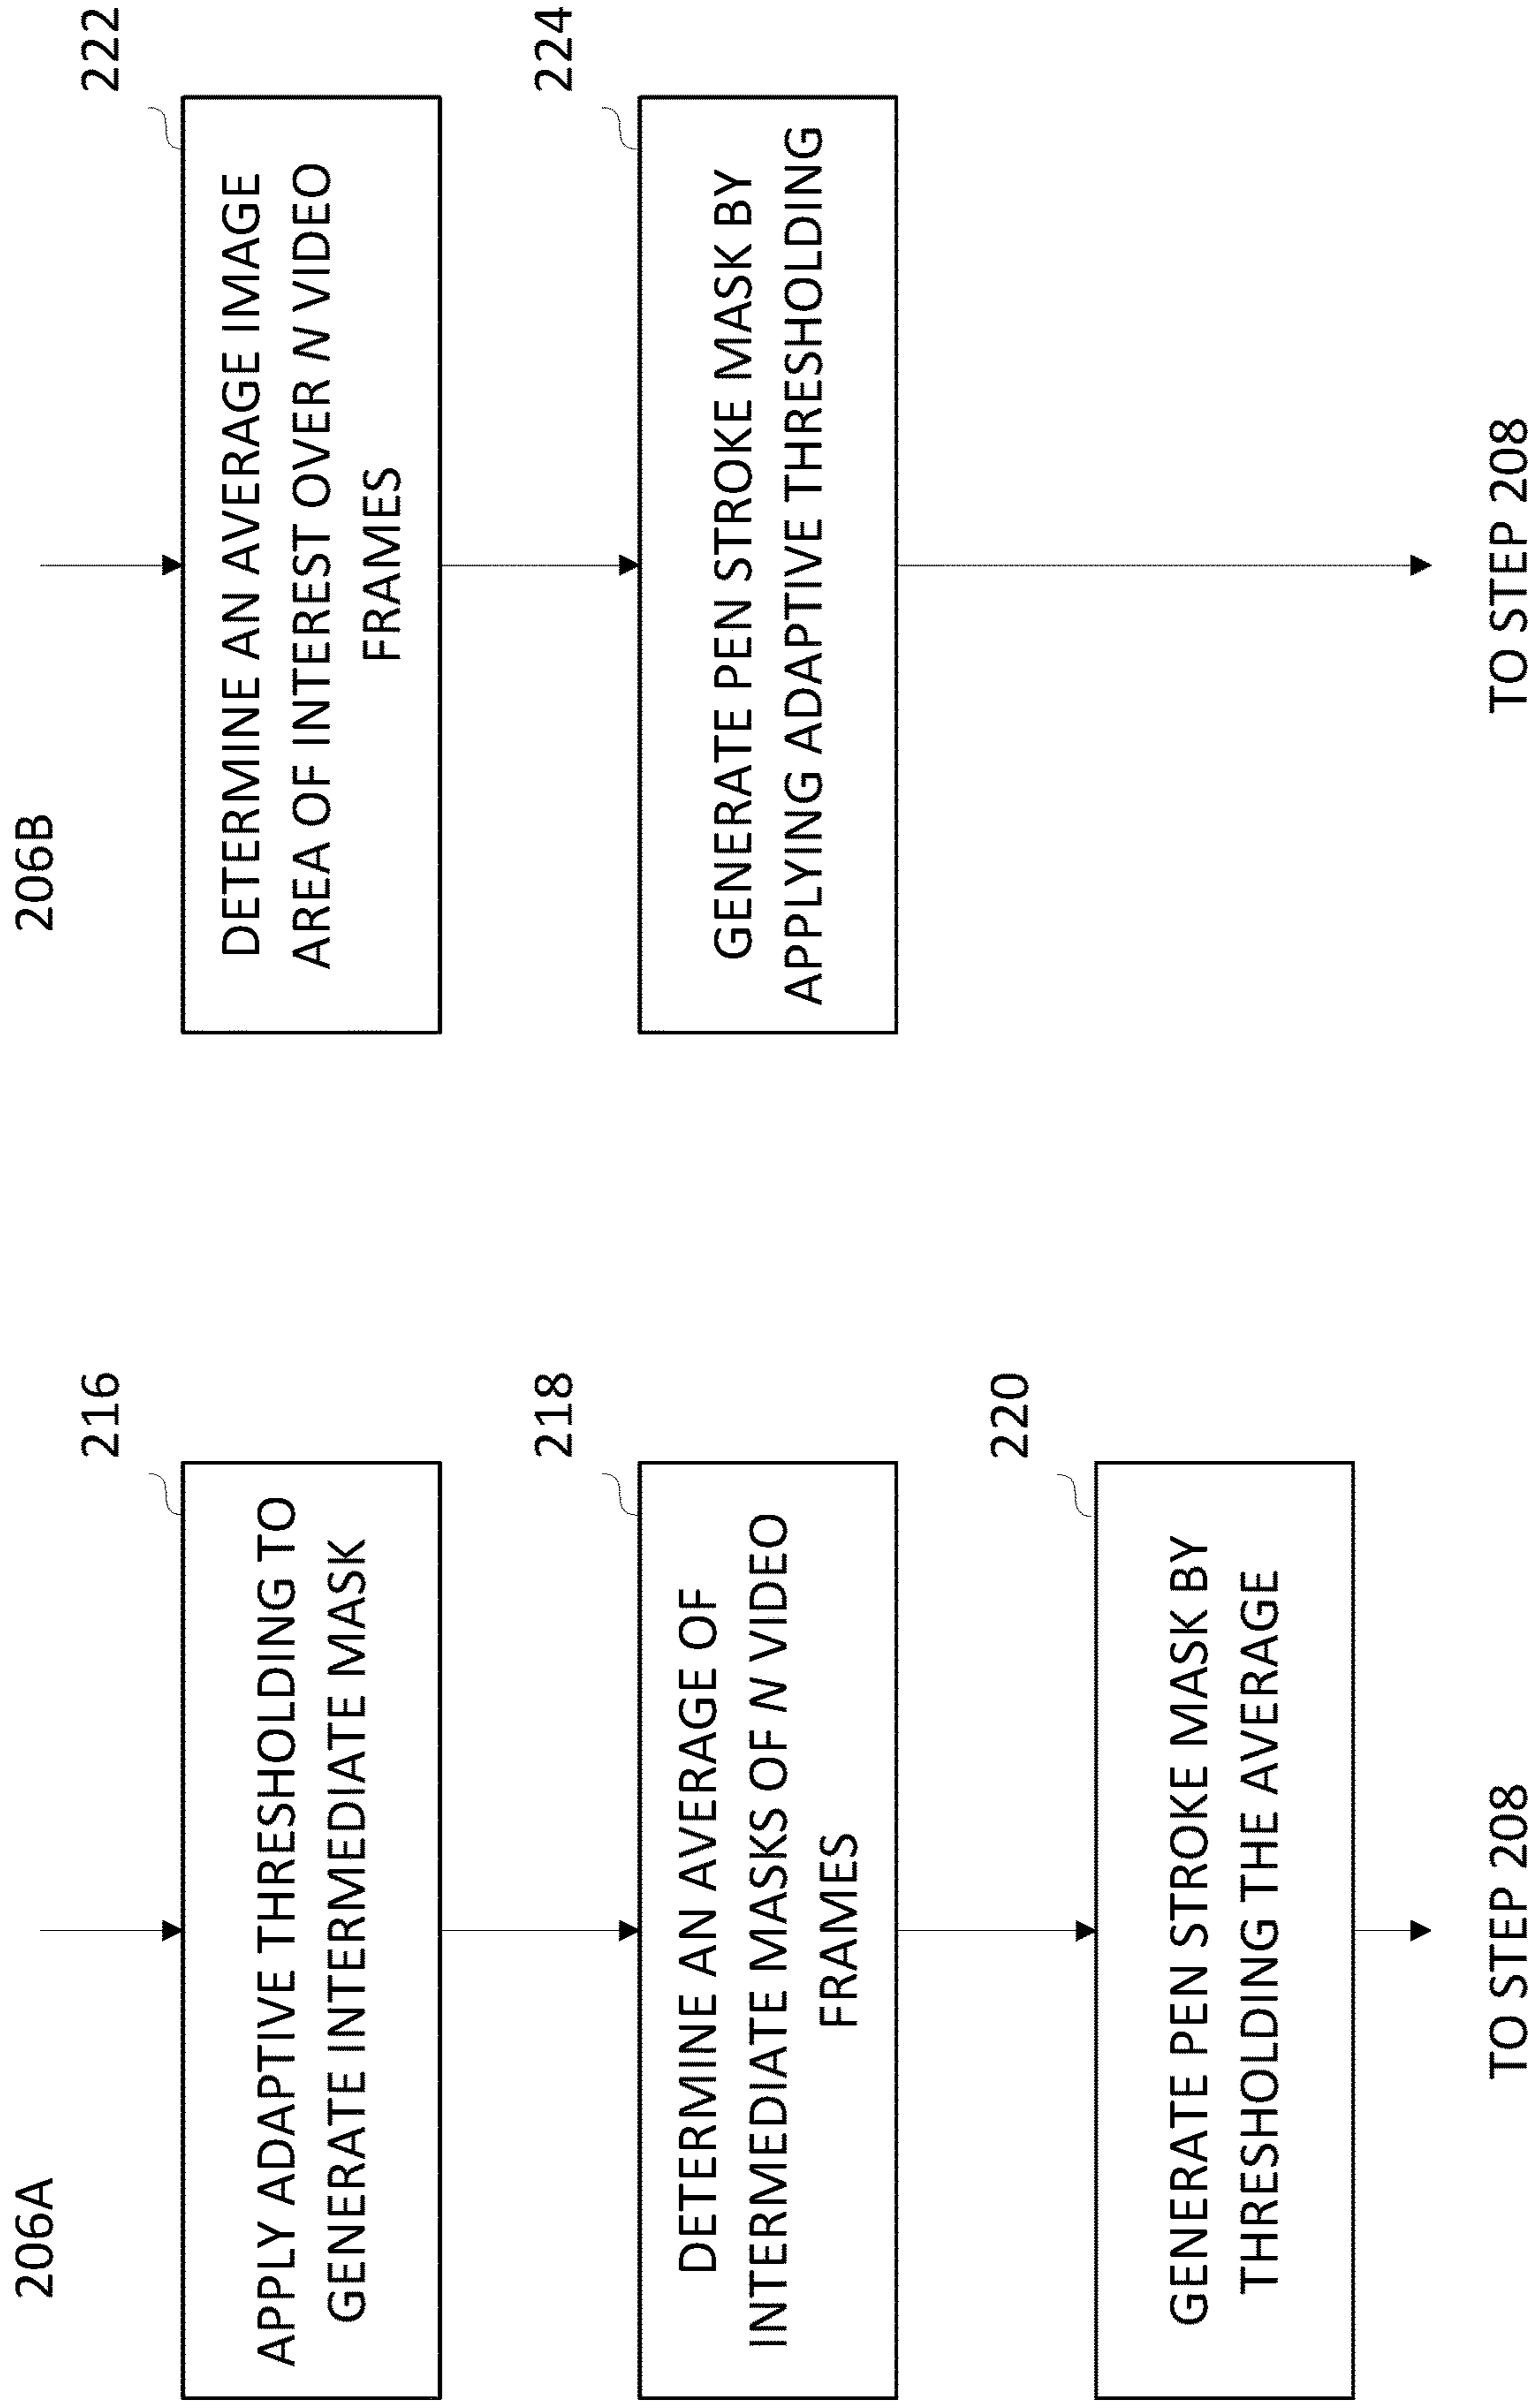 206A
216
APPLY ADAPTIVE THRESHOLDING TO
GENERATE INTERMEDIATE MASK
218
DETERMINE AN AVERAGE OF
INTERMEDIATE MASKS OF N VIDEO
FRAMES
220
GENERATE PEN STROKE MASK BY
THRESHOLDING THE AVERAGE
TO STEP 208
206B
222
DETERMINE AN AVERAGE IMAGE
AREA OF INTEREST OVER N VIDEO
FRAMES
224
GENERATE PEN STROKE MASK BY
APPLYING ADAPTIVE THRESHOLDING
TO STEP 208